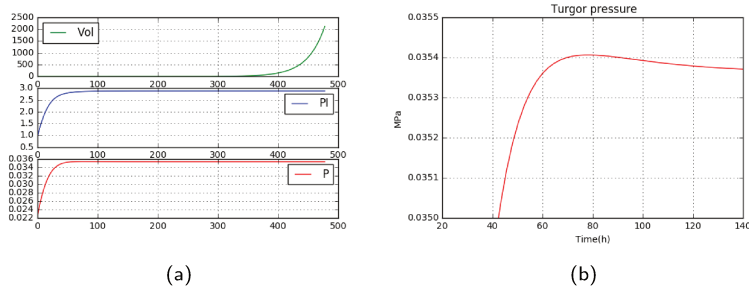 2500
2000
1500
1000
500
0
Vol
0 100 200 300 400 500
3.0
2.5
2.0
1.5
1.0
0.5
PI
0 100 200 300 400 500
0.036
0.034
0.032
0.030
0.028
0.026
0.024
0.022
P
0 100 200 300 400 500
(a)
Turgor pressure
0.0355
0.0354
0.0353
0.0352
0.0351
0.0350
MPa
20 40 60 80 100 120 140
Time(h)
(b)